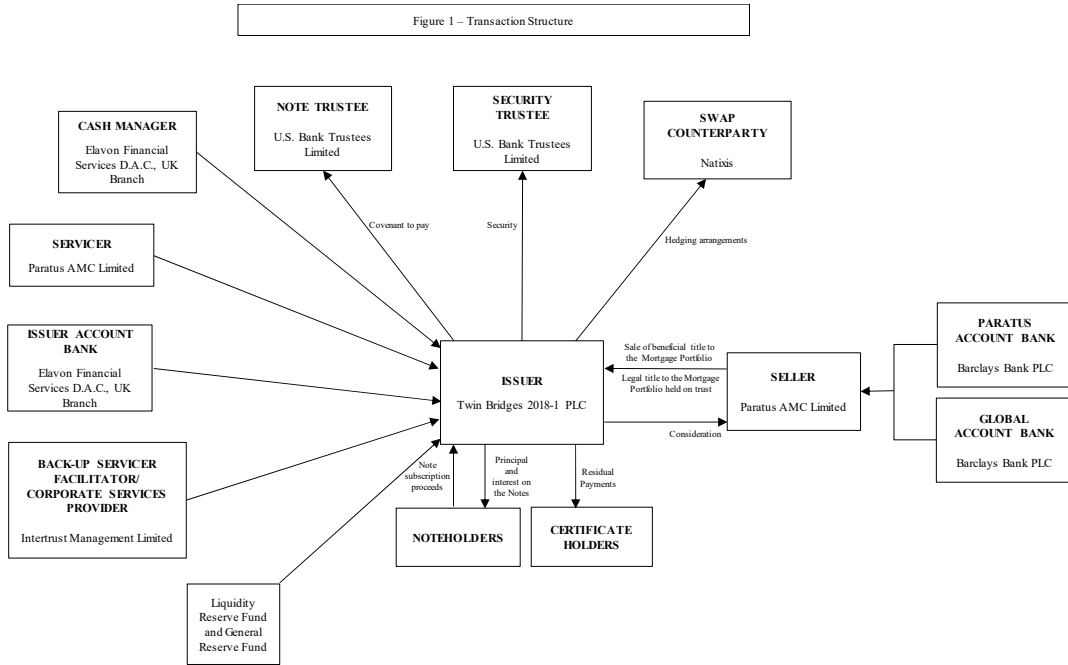 Figure 1 – Transaction Structure
CASH MANAGER
Elavon Financial
Services D.A.C., UK
Branch
NOTE TRUSTEE
U.S. Bank Trustees
Limited
SECURITY
TRUSTEE
U.S. Bank Trustees
Limited
SWAP
COUNTERPARTY
Natixis
Covenant to pay
Security
Hedging arrangements
SERVICER
Paratus AMC Limited
ISSUER ACCOUNT
BANK
Elavon Financial
Services D.A.C., UK
Branch
ISSUER
Twin Bridges 2018-1 PLC
Sale of beneficial title to
the Mortgage Portfolio
Legal title to the Mortgage
Portfolio held on trust
Consideration
SELLER
Paratus AMC Limited
PARATUS
ACCOUNT BANK
Barclays Bank PLC
GLOBAL
ACCOUNT BANK
Barclays Bank PLC
BACK-UP SERVICER
FACILITATOR/
CORPORATE SERVICES
PROVIDER
Intertrust Management Limited
Note
subscription
proceeds
Principal
and
interest on
the Notes
Residual
Payments
NOTEHOLDERS
CERTIFICATE
HOLDERS
Liquidity
Reserve Fund
and General
Reserve Fund